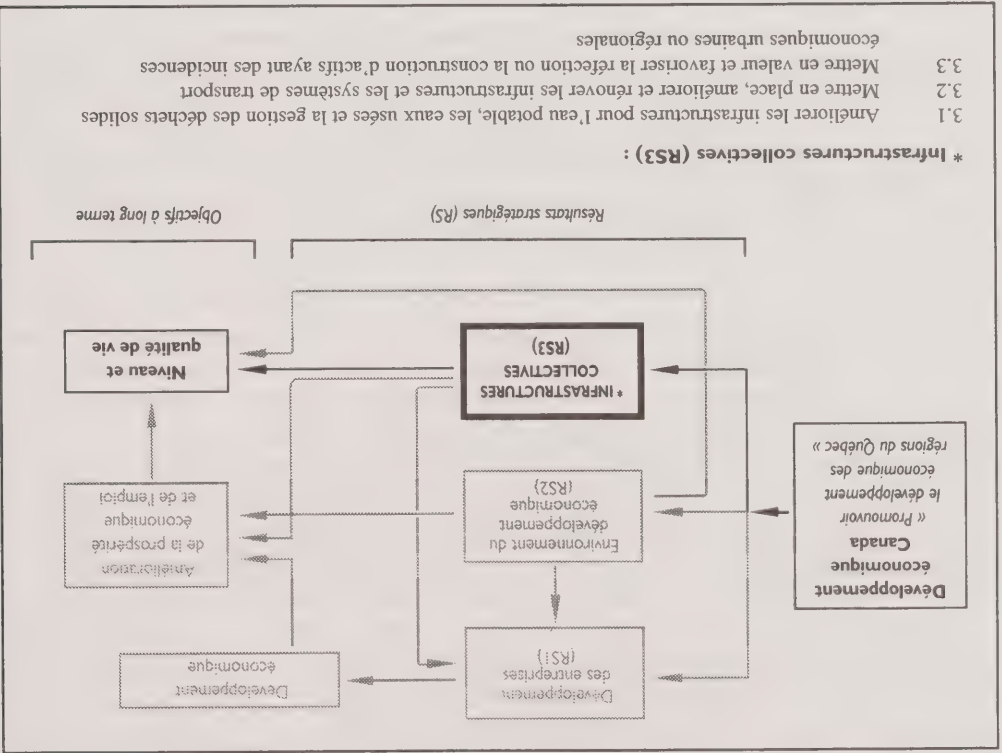 Développement
économique
Canada
« Promouvoir
le développement
économique des
régions du Québec »
Développement
des entreprises
(RS1)
Développement
économique
Environnement du
développement
économique
(RS2)
Amélioration
de la prospérité
économique
et de l'emploi
* INFRASTRUCTURES
COLLECTIVES
(RS3)
Niveau et
qualité de vie
Résultats stratégiques (RS)
Objectifs à long terme
* Infrastructures collectives (RS3) :
3.1 Améliorer les infrastructures pour l'eau potable, les eaux usées et la gestion des déchets solides
3.2 Mettre en place, améliorer et rénover les infrastructures et les systèmes de transport
3.3 Mettre en valeur et favoriser la réfection ou la construction d'actifs ayant des incidences
économiques urbaines ou régionales